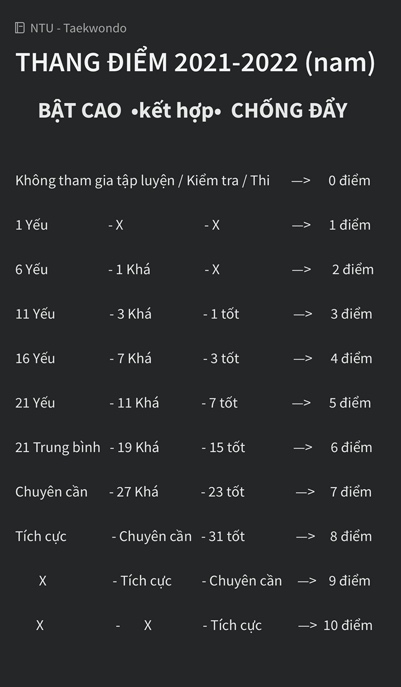 NTU - Taekwondo
THANG ĐIỂM 2021-2022 (nam)
BẬT CAO •kết hợp• CHỐNG ĐẨY
Không tham gia tập luyện / Kiểm tra / Thi —> 0 điểm
1 Yếu - X - X —> 1 điểm
6 Yếu - 1 Khá - X —> 2 điểm
11 Yếu - 3 Khá - 1 tốt —> 3 điểm
16 Yếu - 7 Khá - 3 tốt —> 4 điểm
21 Yếu - 11 Khá - 7 tốt —> 5 điểm
21 Trung bình - 19 Khá - 15 tốt —> 6 điểm
Chuyên cần - 27 Khá - 23 tốt —> 7 điểm
Tích cực - Chuyên cần - 31 tốt —> 8 điểm
X - Tích cực - Chuyên cần —> 9 điểm
X - X - Tích cực —> 10 điểm